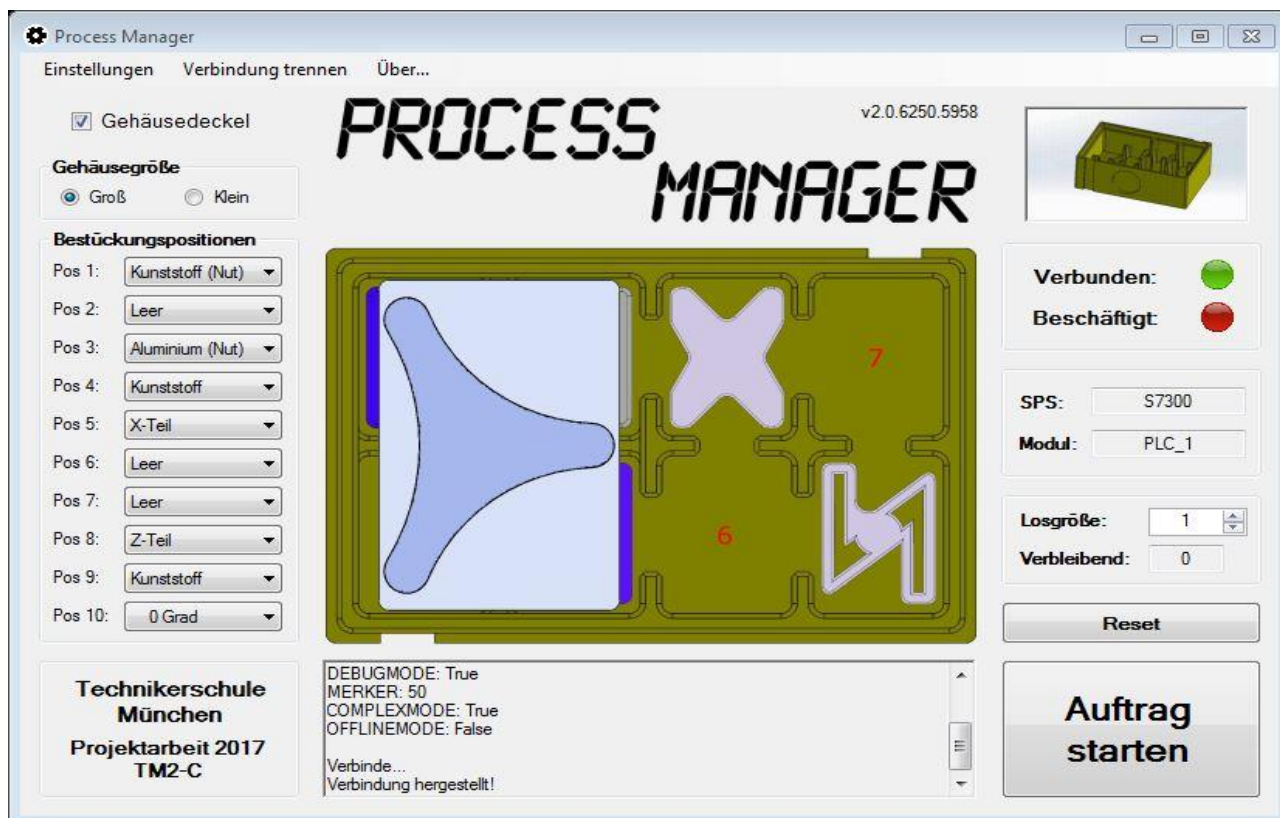 Process Manager
Einstellungen Verbindung trennen Über...
Gehäusedeckel
Gehäusegröße
Groß Klein
Bestückungspositionen
Pos 1: Kunststoff (Nut)
Pos 2: Leer
Pos 3: Aluminium (Nut)
Pos 4: Kunststoff
Pos 5: X-Teil
Pos 6: Leer
Pos 7: Leer
Pos 8: Z-Teil
Pos 9: Kunststoff
Pos 10: 0 Grad
Technikerschule
München
Projektarbeit 2017
TM2-C
PROCESS
MANAGER
v2.0.6250.5958
7
6
DEBUGMODE: True
MERKER: 50
COMPLEXMODE: True
OFFLINEMODE: False
Verbinde...
Verbindung hergestellt!
Verbunden:
Beschäftigt:
SPS: S7300
Modul: PLC_1
Losgröße: 1
Verbleibend: 0
Reset
Auftrag
starten